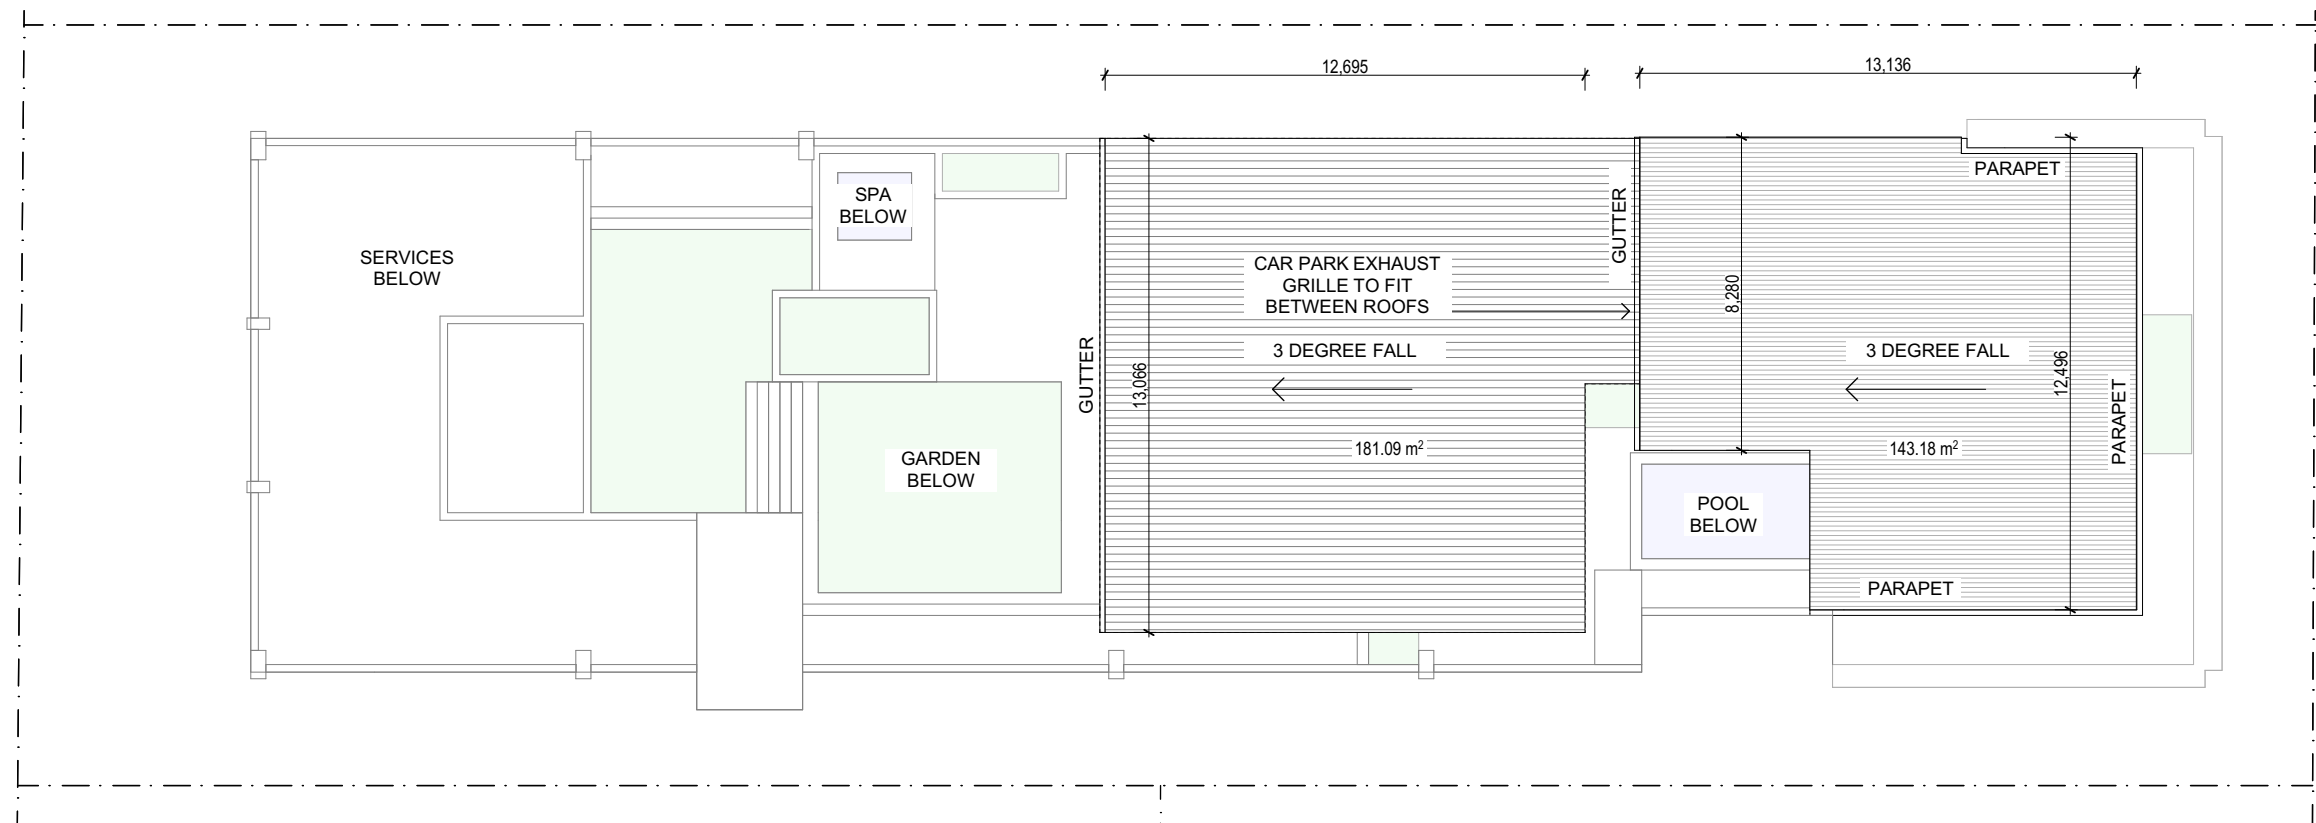 12,695
13,136
PARAPET
SPA
BELOW
GUTTER
SERVICES
BELOW
CAR PARK EXHAUST
GRILLE TO FIT
BETWEEN ROOFS
8,280
3 DEGREE FALL
3 DEGREE FALL
GUTTER
13,066
12,496
PARAPET
181.09 m²
143.18 m²
GARDEN
BELOW
POOL
BELOW
PARAPET